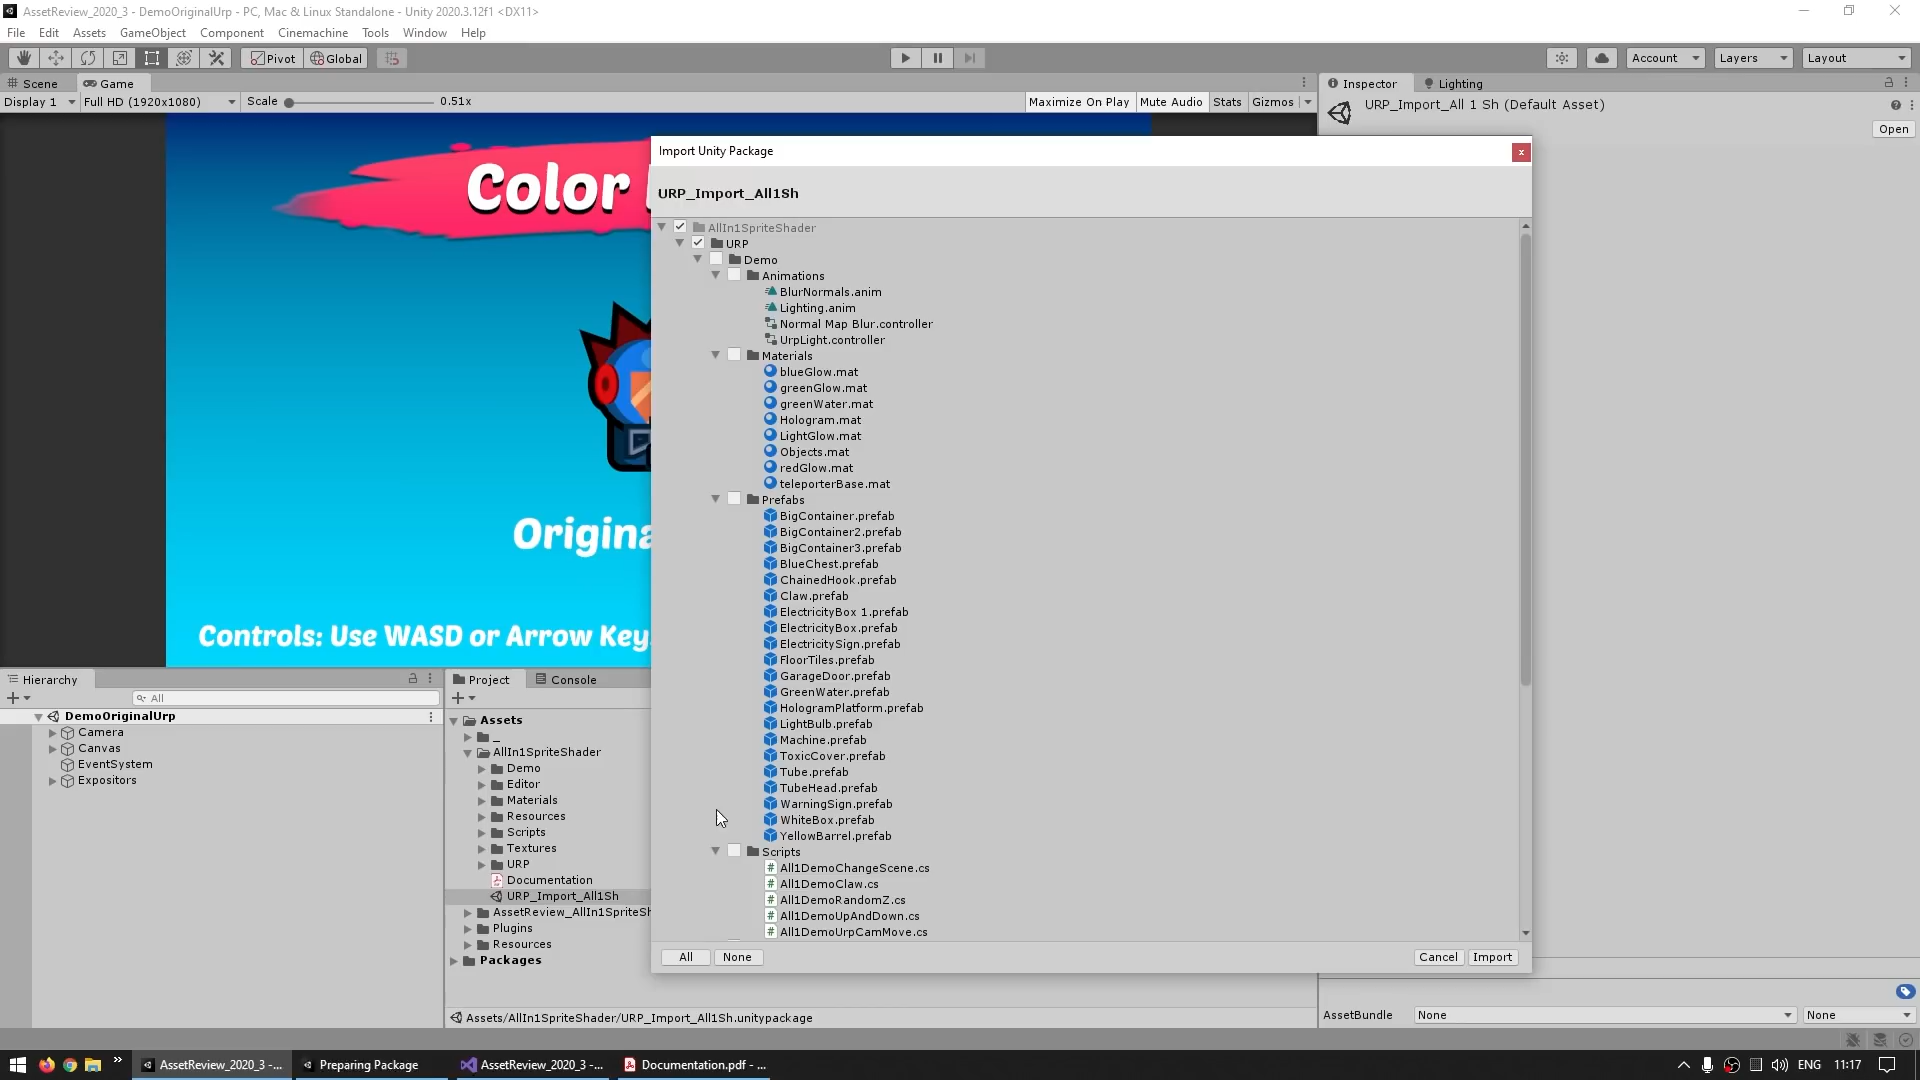 AssetReview_2020_3 - DemoOriginalUrp - PC, Mac & Linux Standalone - Unity 2020.3.12f1 <DX11>
File Edit Assets GameObject Component Cinemachine Tools Window Help
Pivot Global Account Layers Layout
Scene Game Inspector Lighting
Display 1 Full HD (1920x1080) Scale 0.51x Maximize On Play Mute Audio Stats Gizmos
URP_Import_All 1 Sh (Default Asset)
Open
Color
Origina
Controls: Use WASD or Arrow Key
Import Unity Package
x
URP_Import_All1Sh
AllIn1SpriteShader
URP
Demo
Animations
BlurNormals.anim
Lighting.anim
Normal Map Blur.controller
UrpLight.controller
Materials
blueGlow.mat
greenGlow.mat
greenWater.mat
Hologram.mat
LightGlow.mat
Objects.mat
redGlow.mat
teleporterBase.mat
Prefabs
BigContainer.prefab
BigContainer2.prefab
BigContainer3.prefab
BlueChest.prefab
ChainedHook.prefab
Claw.prefab
ElectricityBox 1.prefab
ElectricityBox.prefab
ElectricitySign.prefab
FloorTiles.prefab
GarageDoor.prefab
GreenWater.prefab
HologramPlatform.prefab
LightBulb.prefab
Machine.prefab
ToxicCover.prefab
Tube.prefab
TubeHead.prefab
WarningSign.prefab
WhiteBox.prefab
YellowBarrel.prefab
Scripts
All1DemoChangeScene.cs
All1DemoClaw.cs
All1DemoRandomZ.cs
All1DemoUpAndDown.cs
All1DemoUrpCamMove.cs
All None Cancel Import
Hierarchy
All
DemoOriginalUrp
Camera
Canvas
EventSystem
Expositors
Project Console
Assets
_
AllIn1SpriteShader
Demo
Editor
Materials
Resources
Scripts
Textures
URP
Documentation
URP_Import_All1Sh
AssetReview_AllIn1SpriteSh
Plugins
Resources
Packages
Assets/AllIn1SpriteShader/URP_Import_All1Sh.unitypackage
AssetBundle None None
AssetReview_2020_3 -... Preparing Package AssetReview_2020_3 -... Documentation.pdf - ... ENG 11:17